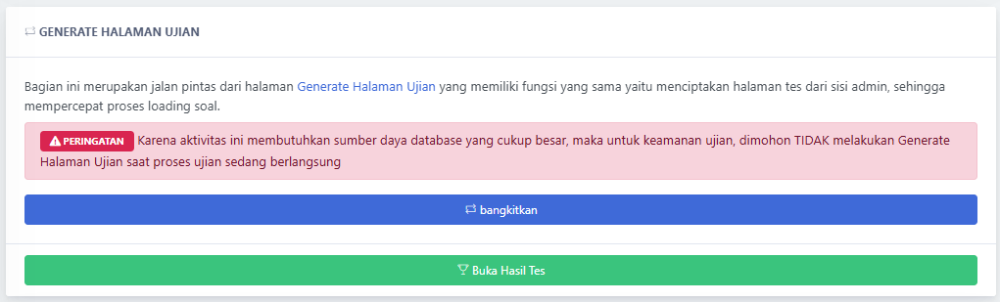 GENERATE HALAMAN UJIAN
Bagian ini merupakan jalan pintas dari halaman Generate Halaman Ujian yang memiliki fungsi yang sama yaitu menciptakan halaman tes dari sisi admin, sehingga
mempercepat proses loading soal.
PERINGATAN Karena aktivitas ini membutuhkan sumber daya database yang cukup besar, maka untuk keamanan ujian, dimohon TIDAK melakukan Generate
Halaman Ujian saat proses ujian sedang berlangsung
bangkitkan
Buka Hasil Tes